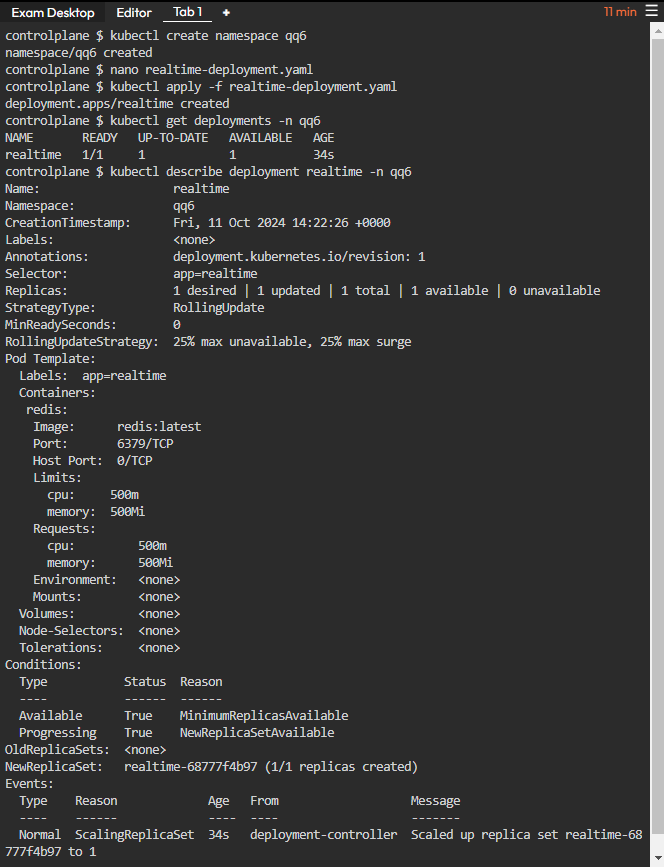 Exam Desktop Editor Tab 1 + 11 min
controlplane $ kubectl create namespace qq6
namespace/qq6 created
controlplane $ nano realtime-deployment.yaml
controlplane $ kubectl apply -f realtime-deployment.yaml
deployment.apps/realtime created
controlplane $ kubectl get deployments -n qq6
NAME       READY   UP-TO-DATE   AVAILABLE   AGE
realtime   1/1     1            1           34s
controlplane $ kubectl describe deployment realtime -n qq6
Name:                   realtime
Namespace:              qq6
CreationTimestamp:      Fri, 11 Oct 2024 14:22:26 +0000
Labels:                 <none>
Annotations:            deployment.kubernetes.io/revision: 1
Selector:               app=realtime
Replicas:               1 desired | 1 updated | 1 total | 1 available | 0 unavailable
StrategyType:           RollingUpdate
MinReadySeconds:        0
RollingUpdateStrategy:  25% max unavailable, 25% max surge
Pod Template:
  Labels:  app=realtime
  Containers:
   redis:
    Image:      redis:latest
    Port:       6379/TCP
    Host Port:  0/TCP
    Limits:
      cpu:     500m
      memory:  500Mi
    Requests:
      cpu:         500m
      memory:      500Mi
    Environment:   <none>
    Mounts:        <none>
  Volumes:         <none>
  Node-Selectors:  <none>
  Tolerations:     <none>
Conditions:
  Type           Status  Reason
  ----           ------  ------
  Available      True    MinimumReplicasAvailable
  Progressing    True    NewReplicaSetAvailable
OldReplicaSets:  <none>
NewReplicaSet:   realtime-68777f4b97 (1/1 replicas created)
Events:
  Type    Reason             Age   From                   Message
  ----    ------             ----  ----                   -------
  Normal  ScalingReplicaSet  34s   deployment-controller  Scaled up replica set realtime-68
777f4b97 to 1